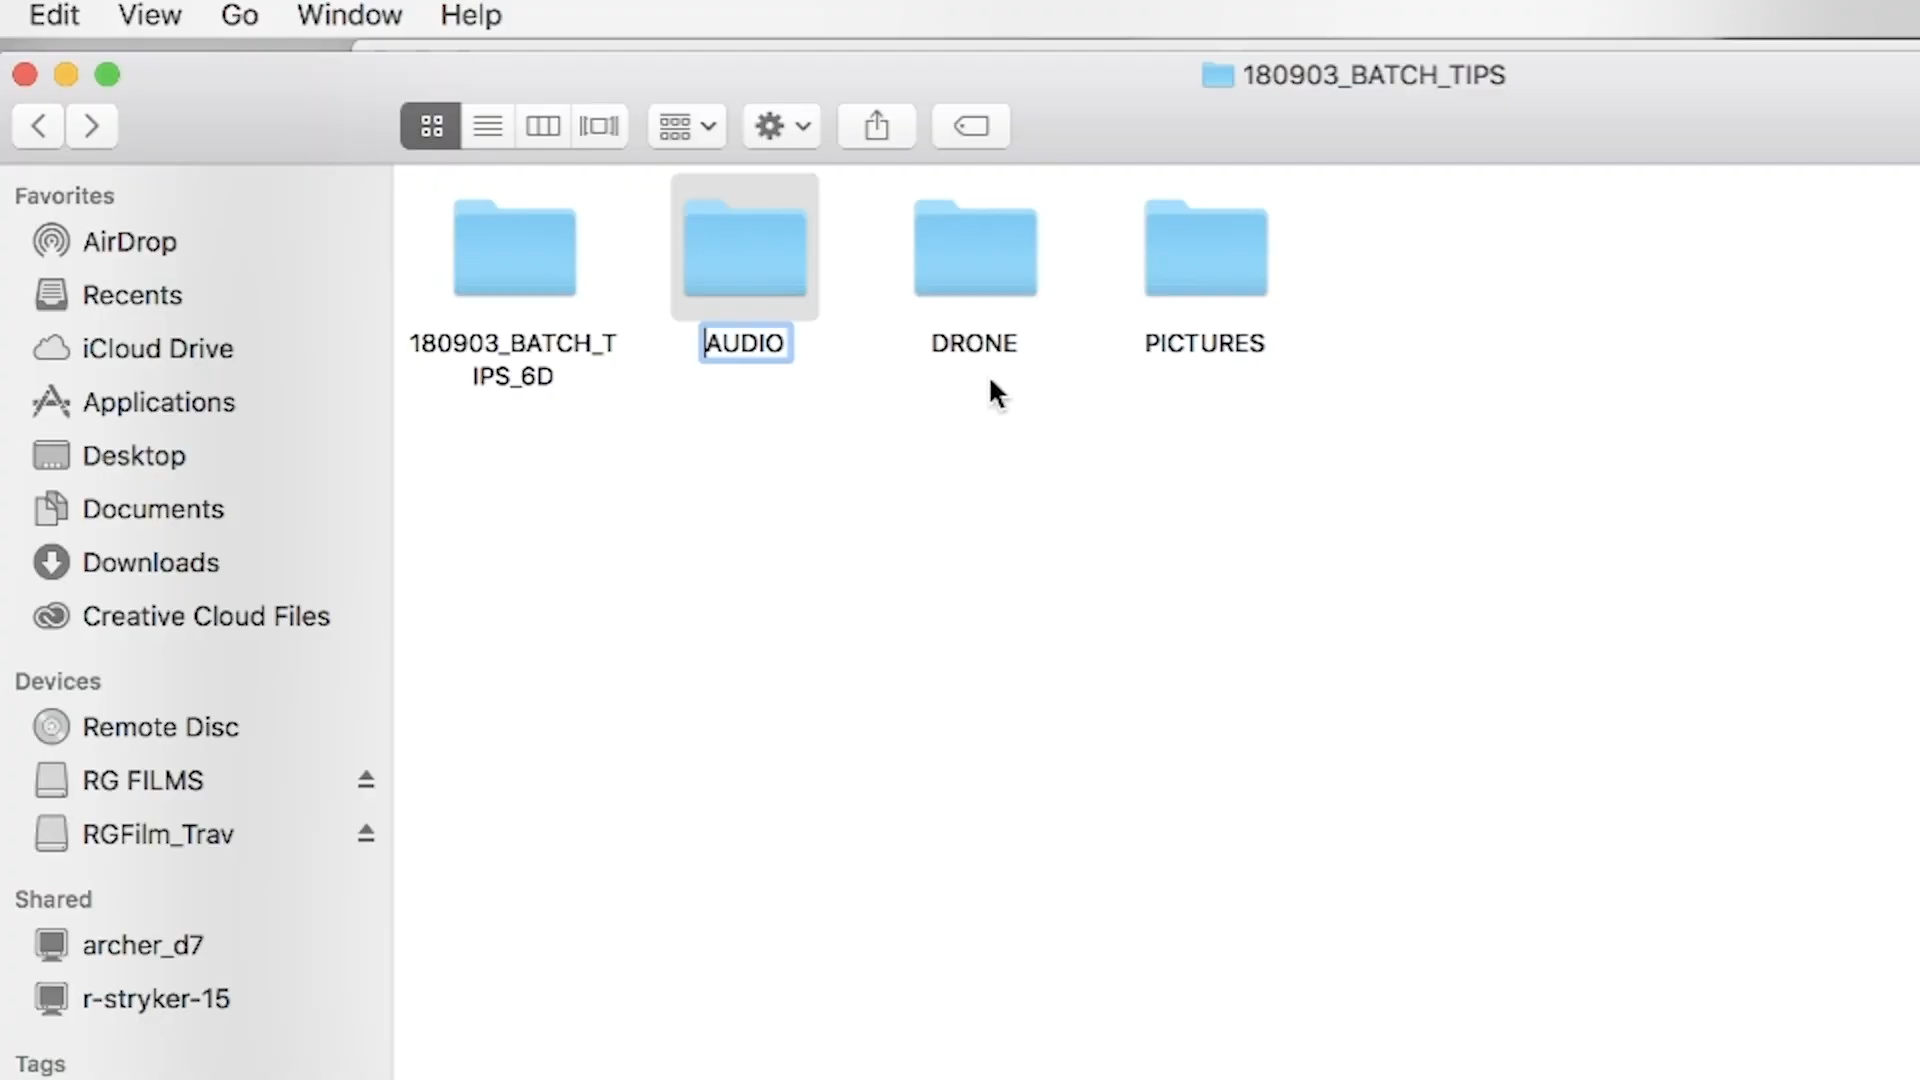 Edit View Go Window Help
180903_BATCH_TIPS
Favorites
AirDrop
Recents
iCloud Drive
Applications
Desktop
Documents
Downloads
Creative Cloud Files
Devices
Remote Disc
RG FILMS
RGFilm_Trav
Shared
archer_d7
r-stryker-15
Tags
180903_BATCH_T
IPS_6D
AUDIO
DRONE
PICTURES